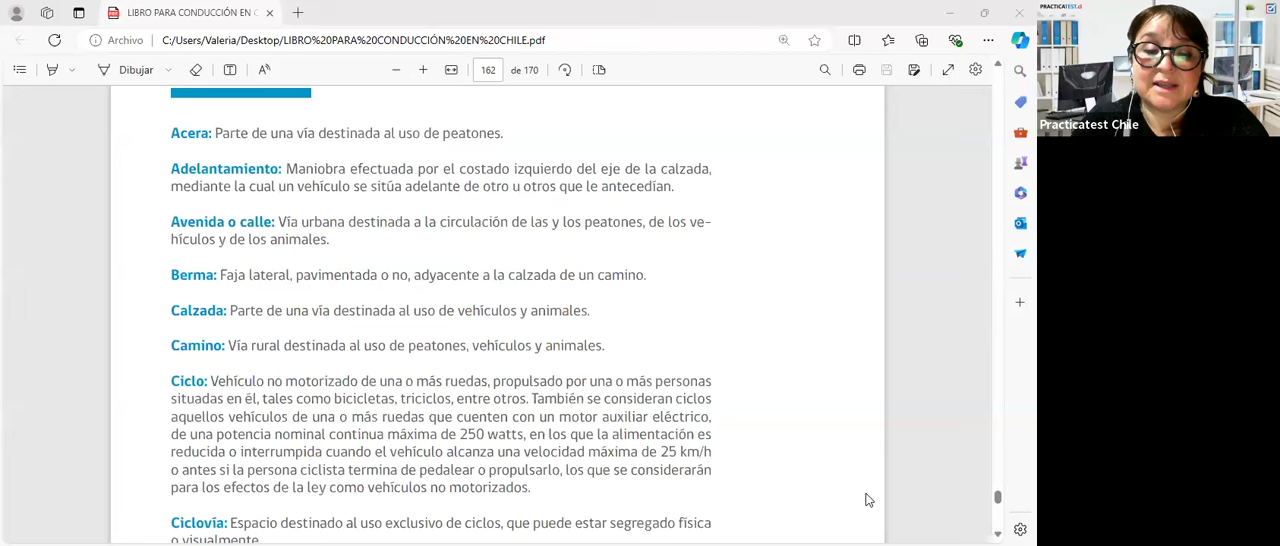 LIBRO PARA CONDUCCIÓN EN C
Archivo C:/Users/Valeria/Desktop/LIBRO%20PARA%20CONDUCCIÓN%20EN%20CHILE.pdf
Dibujar 162 de 170
PRACTICATEST.cl
Practicatest Chile
Acera: Parte de una vía destinada al uso de peatones.
Adelantamiento: Maniobra efectuada por el costado izquierdo del eje de la calzada,
mediante la cual un vehículo se sitúa adelante de otro u otros que le antecedían.
Avenida o calle: Vía urbana destinada a la circulación de las y los peatones, de los ve-
hículos y de los animales.
Berma: Faja lateral, pavimentada o no, adyacente a la calzada de un camino.
Calzada: Parte de una vía destinada al uso de vehículos y animales.
Camino: Vía rural destinada al uso de peatones, vehículos y animales.
Ciclo: Vehículo no motorizado de una o más ruedas, propulsado por una o más personas
situadas en él, tales como bicicletas, triciclos, entre otros. También se consideran ciclos
aquellos vehículos de una o más ruedas que cuenten con un motor auxiliar eléctrico,
de una potencia nominal continua máxima de 250 watts, en los que la alimentación es
reducida o interrumpida cuando el vehículo alcanza una velocidad máxima de 25 km/h
o antes si la persona ciclista termina de pedalear o propulsarlo, los que se considerarán
para los efectos de la ley como vehículos no motorizados.
Ciclovía: Espacio destinado al uso exclusivo de ciclos, que puede estar segregado física
o visualmente.